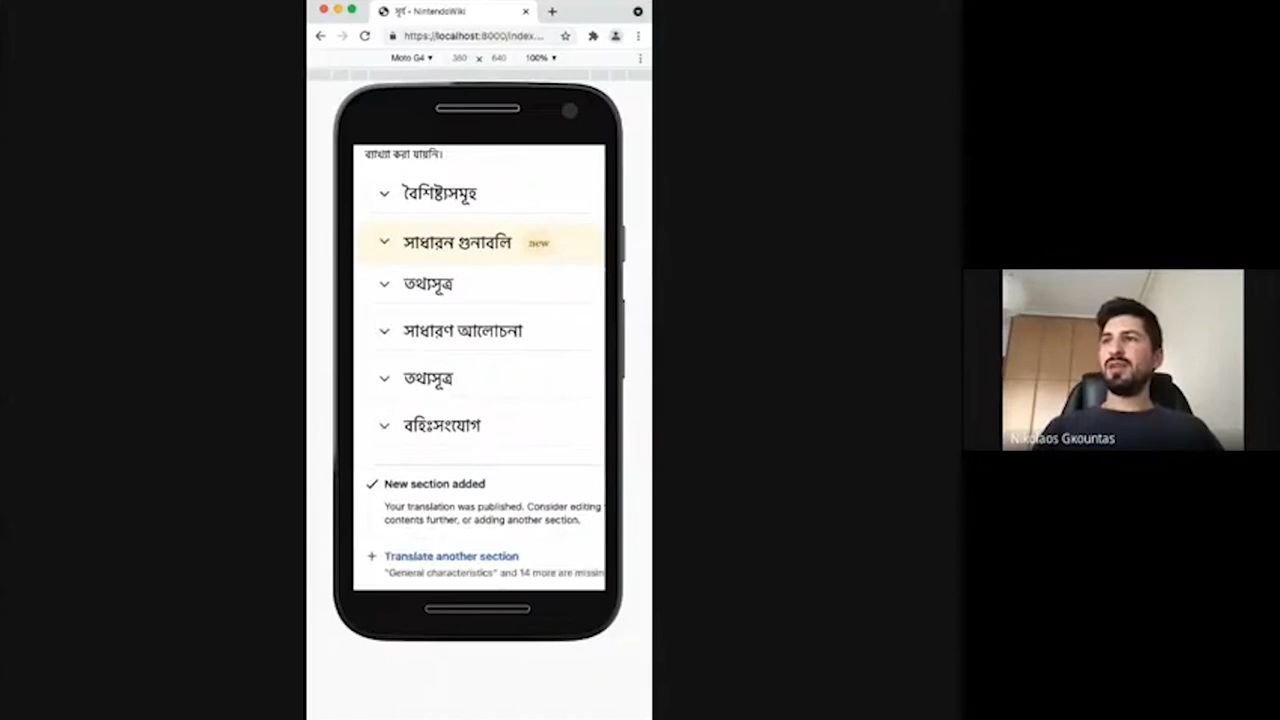 সূর্য - NintendoWiki
https://localhost:8000/index...
Moto G4 ▾ 360 x 640 100% ▾
ব্যাখ্যা করা যায়নি।
বৈশিষ্ট্যসমূহ
সাধারন গুনাবলি new
তথ্যসূত্র
সাধারণ আলোচনা
তথ্যসূত্র
বহিঃসংযোগ
New section added
Your translation was published. Consider editing
contents further, or adding another section.
Translate another section
"General characteristics" and 14 more are missin
Nikolaos Gkountas